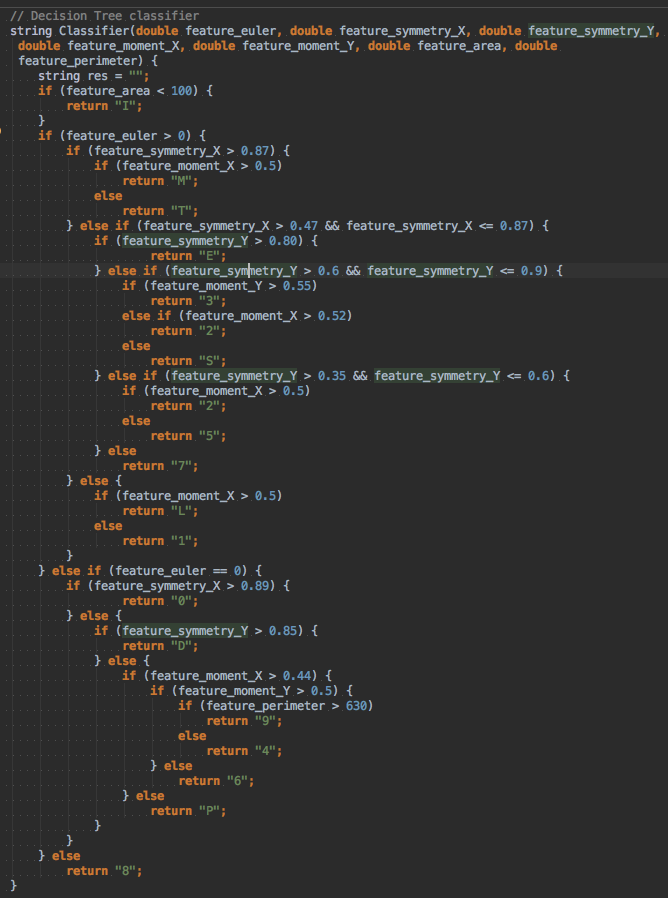 // Decision Tree classifier
string Classifier(double feature_euler, double feature_symmetry_X, double feature_symmetry_Y,
double feature_moment_X, double feature_moment_Y, double feature_area, double
feature_perimeter) {
string res = "";
if (feature_area < 100) {
return "I";
}
if (feature_euler > 0) {
if (feature_symmetry_X > 0.87) {
if (feature_moment_X > 0.5)
return "M";
else
return "T";
} else if (feature_symmetry_X > 0.47 && feature_symmetry_X <= 0.87) {
if (feature_symmetry_Y > 0.80) {
return "E";
} else if (feature_symmetry_Y > 0.6 && feature_symmetry_Y <= 0.9) {
if (feature_moment_Y > 0.55)
return "3";
else if (feature_moment_X > 0.52)
return "2";
else
return "S";
} else if (feature_symmetry_Y > 0.35 && feature_symmetry_Y <= 0.6) {
if (feature_moment_X > 0.5)
return "2";
else
return "5";
} else
return "7";
} else {
if (feature_moment_X > 0.5)
return "L";
else
return "1";
}
} else if (feature_euler == 0) {
if (feature_symmetry_X > 0.89) {
return "0";
} else {
if (feature_symmetry_Y > 0.85) {
return "D";
} else {
if (feature_moment_X > 0.44) {
if (feature_moment_Y > 0.5) {
if (feature_perimeter > 630)
return "9";
else
return "4";
} else
return "6";
} else
return "P";
}
}
} else
return "8";
}